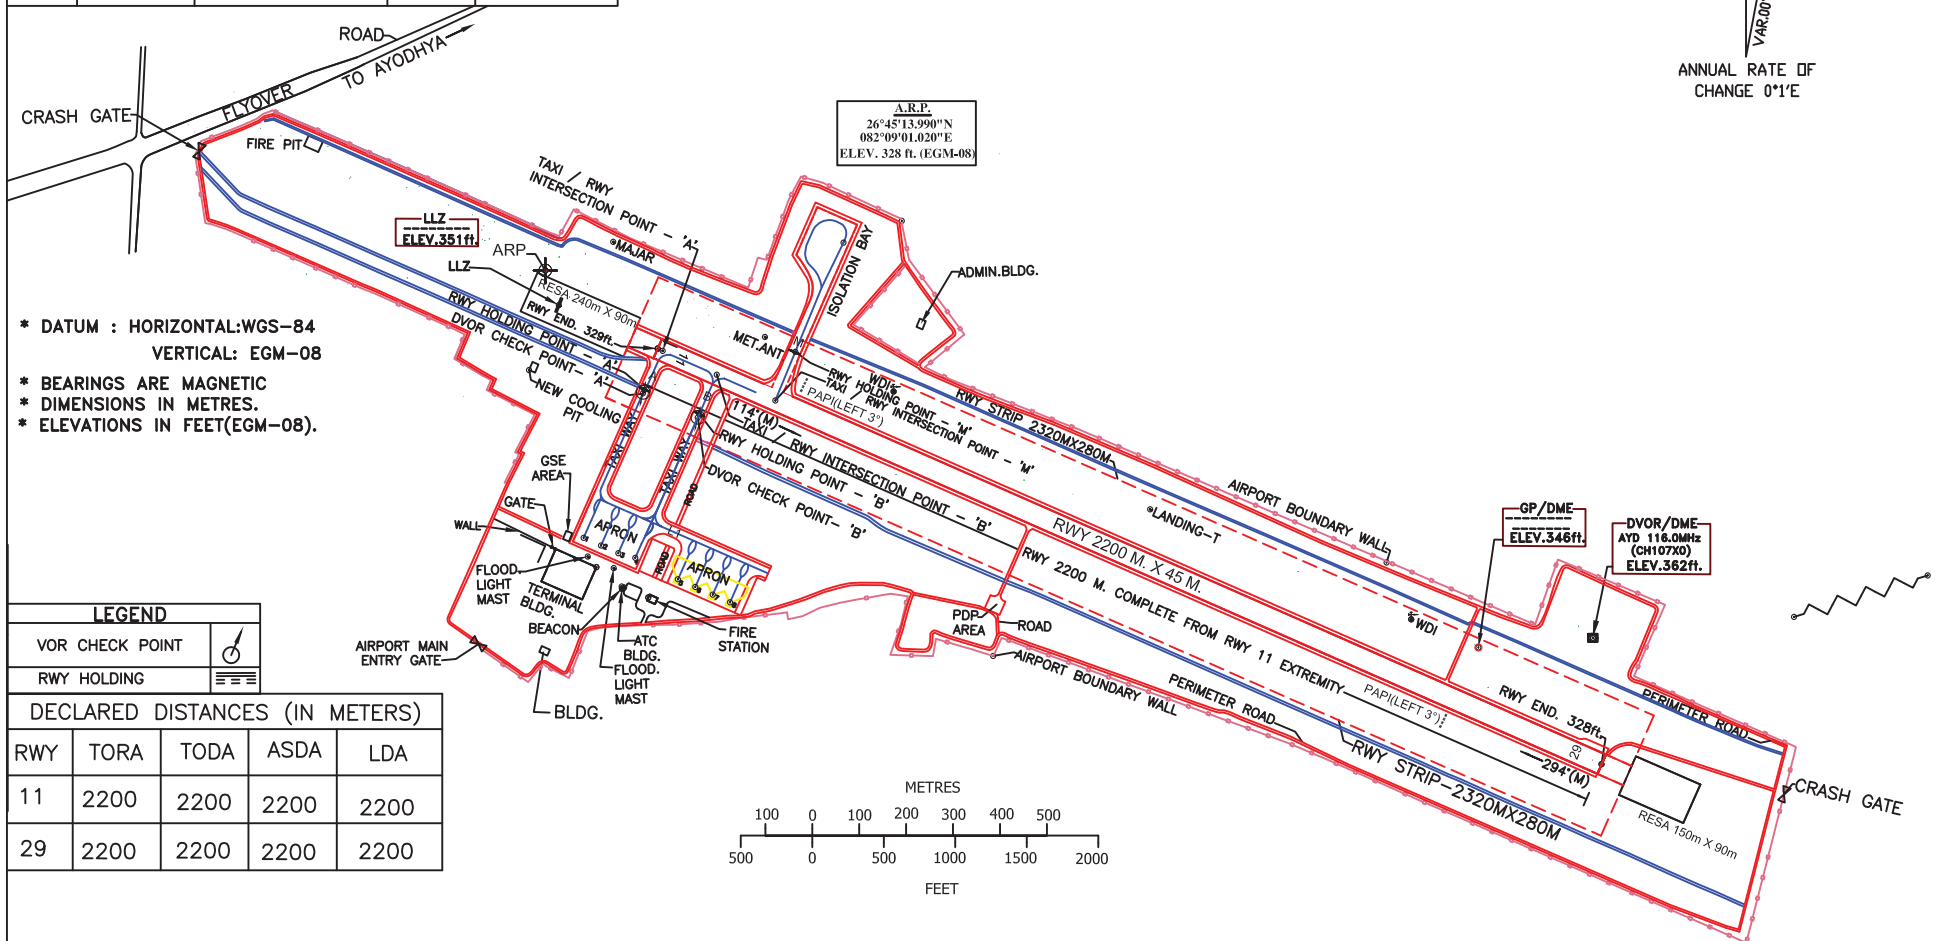 ROAD
TO AYODHYA
FLYOVER
CRASH GATE
FIRE PIT
VAR.00°
ANNUAL RATE OF
CHANGE 0°1'E
A.R.P.
26°45'13.990"N
082°09'01.020"E
ELEV. 328 ft. (EGM-08)
TAXI / RWY
INTERSECTION POINT - 'A'
LLZ
ELEV.351ft.
ARP
LLZ
MAJAR
ISOLATION BAY
ADMIN.BLDG.
RESA 240m X 90m
RWY END. 329ft.
RWY HOLDING POINT - 'A'
DVOR CHECK POINT- 'A'
NEW COOLING
PIT
MET.ANT
M
WDI
RWY HOLDING POINT - 'M'
TAXI / RWY INTERSECTION POINT - 'M'
PAPI(LEFT 3°)
RWY STRIP 2320MX280M
* DATUM : HORIZONTAL:WGS-84
VERTICAL: EGM-08
* BEARINGS ARE MAGNETIC
* DIMENSIONS IN METRES.
* ELEVATIONS IN FEET(EGM-08).
11
A
B
TAXI WAY
TAXI WAY
ROAD
114°(M)
TAXI / RWY INTERSECTION POINT - 'B'
RWY HOLDING POINT - 'B'
DVOR CHECK POINT- 'B'
GSE
AREA
GATE
WALL
APRON
ROAD
APRON
FLOOD.
LIGHT
MAST
TERMINAL
BLDG.
BEACON
ATC
BLDG.
FLOOD.
LIGHT
MAST
FIRE
STATION
AIRPORT MAIN
ENTRY GATE
BLDG.
AIRPORT BOUNDARY WALL
LANDING-T
RWY 2200 M. X 45 M.
RWY 2200 M. COMPLETE FROM RWY 11 EXTREMITY
GP/DME
ELEV.346ft.
DVOR/DME
AYD 116.0MHz
(CH107X0)
ELEV.362ft.
WDI
PDP
AREA
ROAD
AIRPORT BOUNDARY WALL
PERIMETER ROAD
PAPI(LEFT 3°)
RWY END. 328ft.
29
PERIMETER ROAD
294°(M)
RWY STRIP-2320MX280M
RESA 150m X 90m
CRASH GATE
LEGEND
VOR CHECK POINT
RWY HOLDING
DECLARED DISTANCES (IN METERS)
RWY TORA TODA ASDA LDA
11 2200 2200 2200 2200
29 2200 2200 2200 2200
METRES
100 0 100 200 300 400 500
500 0 500 1000 1500 2000
FEET